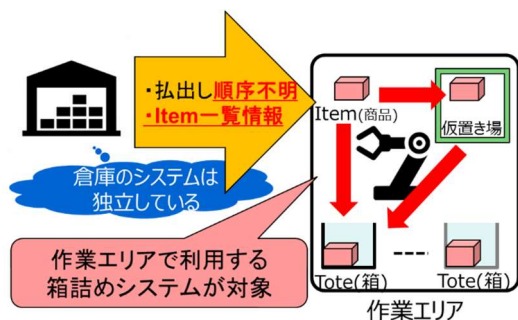 ・払出し順序不明
・Item一覧情報
倉庫のシステムは
独立している
Item(商品)
仮置き場
作業エリアで利用する
箱詰めシステムが対象
Tote(箱)
Tote(箱)
作業エリア